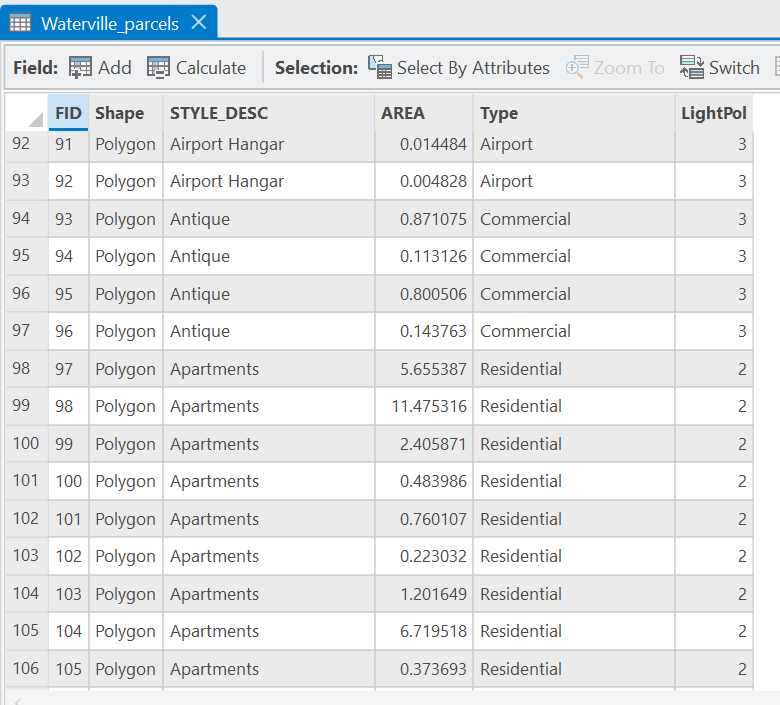 Waterville_parcels
Field: Add Calculate Selection: Select By Attributes Zoom To Switch
FID Shape STYLE_DESC AREA Type LightPol
92 91 Polygon Airport Hangar 0.014484 Airport 3
93 92 Polygon Airport Hangar 0.004828 Airport 3
94 93 Polygon Antique 0.871075 Commercial 3
95 94 Polygon Antique 0.113126 Commercial 3
96 95 Polygon Antique 0.800506 Commercial 3
97 96 Polygon Antique 0.143763 Commercial 3
98 97 Polygon Apartments 5.655387 Residential 2
99 98 Polygon Apartments 11.475316 Residential 2
100 99 Polygon Apartments 2.405871 Residential 2
101 100 Polygon Apartments 0.483986 Residential 2
102 101 Polygon Apartments 0.760107 Residential 2
103 102 Polygon Apartments 0.223032 Residential 2
104 103 Polygon Apartments 1.201649 Residential 2
105 104 Polygon Apartments 6.719518 Residential 2
106 105 Polygon Apartments 0.373693 Residential 2